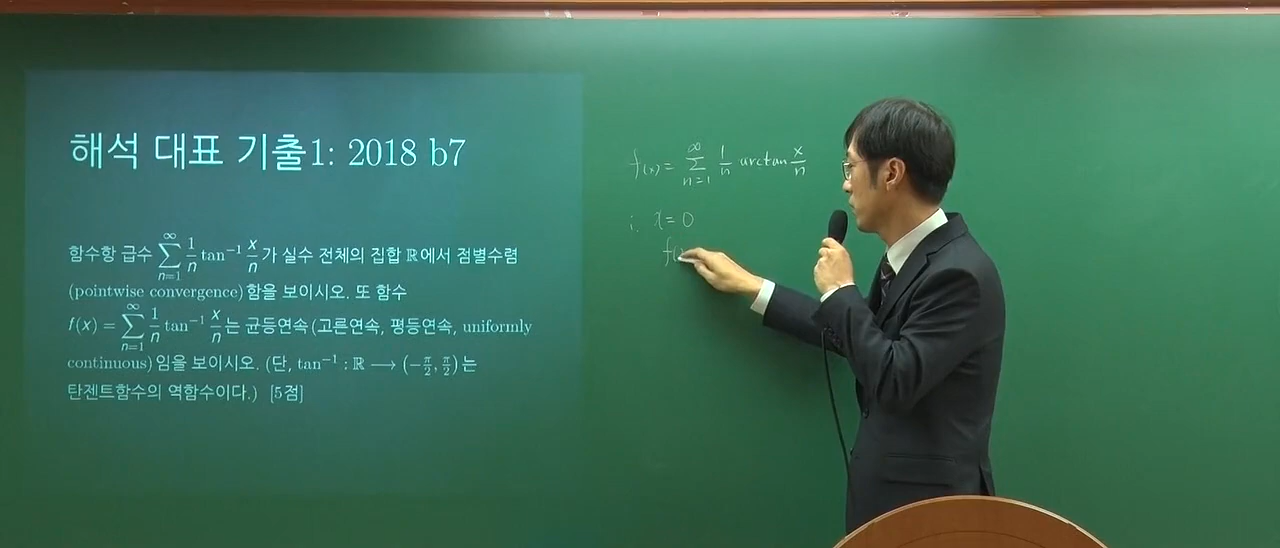 해석 대표 기출1: 2018 b7
함수항 급수 ∑_{n=1}^{∞} 1/n tan⁻¹ x/n 가 실수 전체의 집합 ℝ에서 점별수렴
(pointwise convergence)함을 보이시오. 또 함수
f(x) = ∑_{n=1}^{∞} 1/n tan⁻¹ x/n 는 균등연속(고른연속, 평등연속, uniformly
continuous)임을 보이시오. (단, tan⁻¹ : ℝ ⟶ (−π/2, π/2)는
탄젠트함수의 역함수이다.) [5점]
f(x) = ∑_{n=1}^{∞} 1/n arctan x/n
i. x = 0
f(